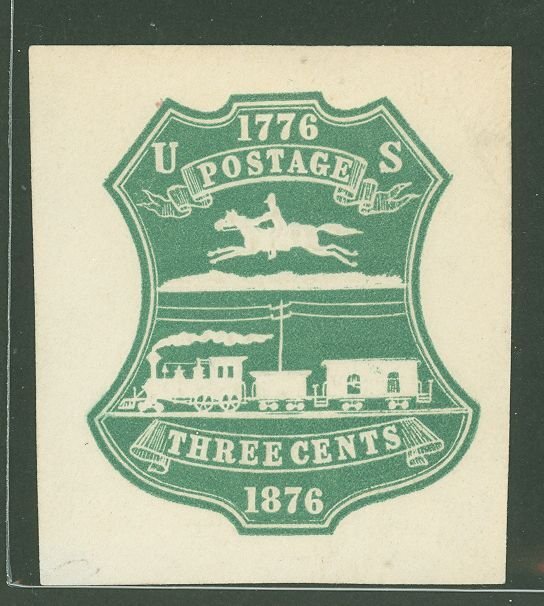 1776
U POSTAGE S
THREE CENTS
1876